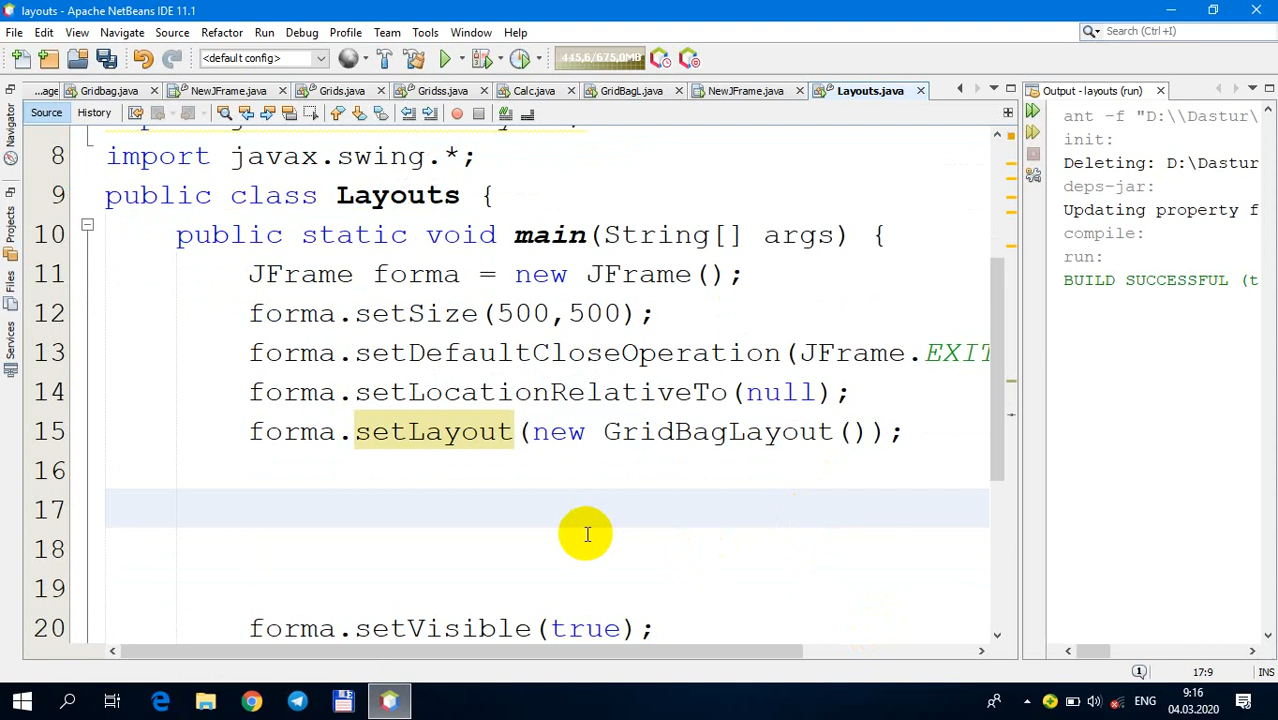 layouts - Apache NetBeans IDE 11.1
File Edit View Navigate Source Refactor Run Debug Profile Team Tools Window Help
Search (Ctrl+I)
<default config>
445,6/675,0MB
...age Gridbag.java NewJFrame.java Grids.java Gridss.java Calc.java GridBagL.java NewJFrame.java Layouts.java
Output - layouts (run)
Source History
Navigator
Projects
Files
Services
8 import javax.swing.*;
9 public class Layouts {
10 public static void main(String[] args) {
11 JFrame forma = new JFrame();
12 forma.setSize(500,500);
13 forma.setDefaultCloseOperation(JFrame.EXIT
14 forma.setLocationRelativeTo(null);
15 forma.setLayout(new GridBagLayout());
16
17
18
19
20 forma.setVisible(true);
ant -f "D:\\Dastur\
init:
Deleting: D:\Dastur
deps-jar:
Updating property f
compile:
run:
BUILD SUCCESSFUL (t
17:9 INS
ENG
9:16
04.03.2020